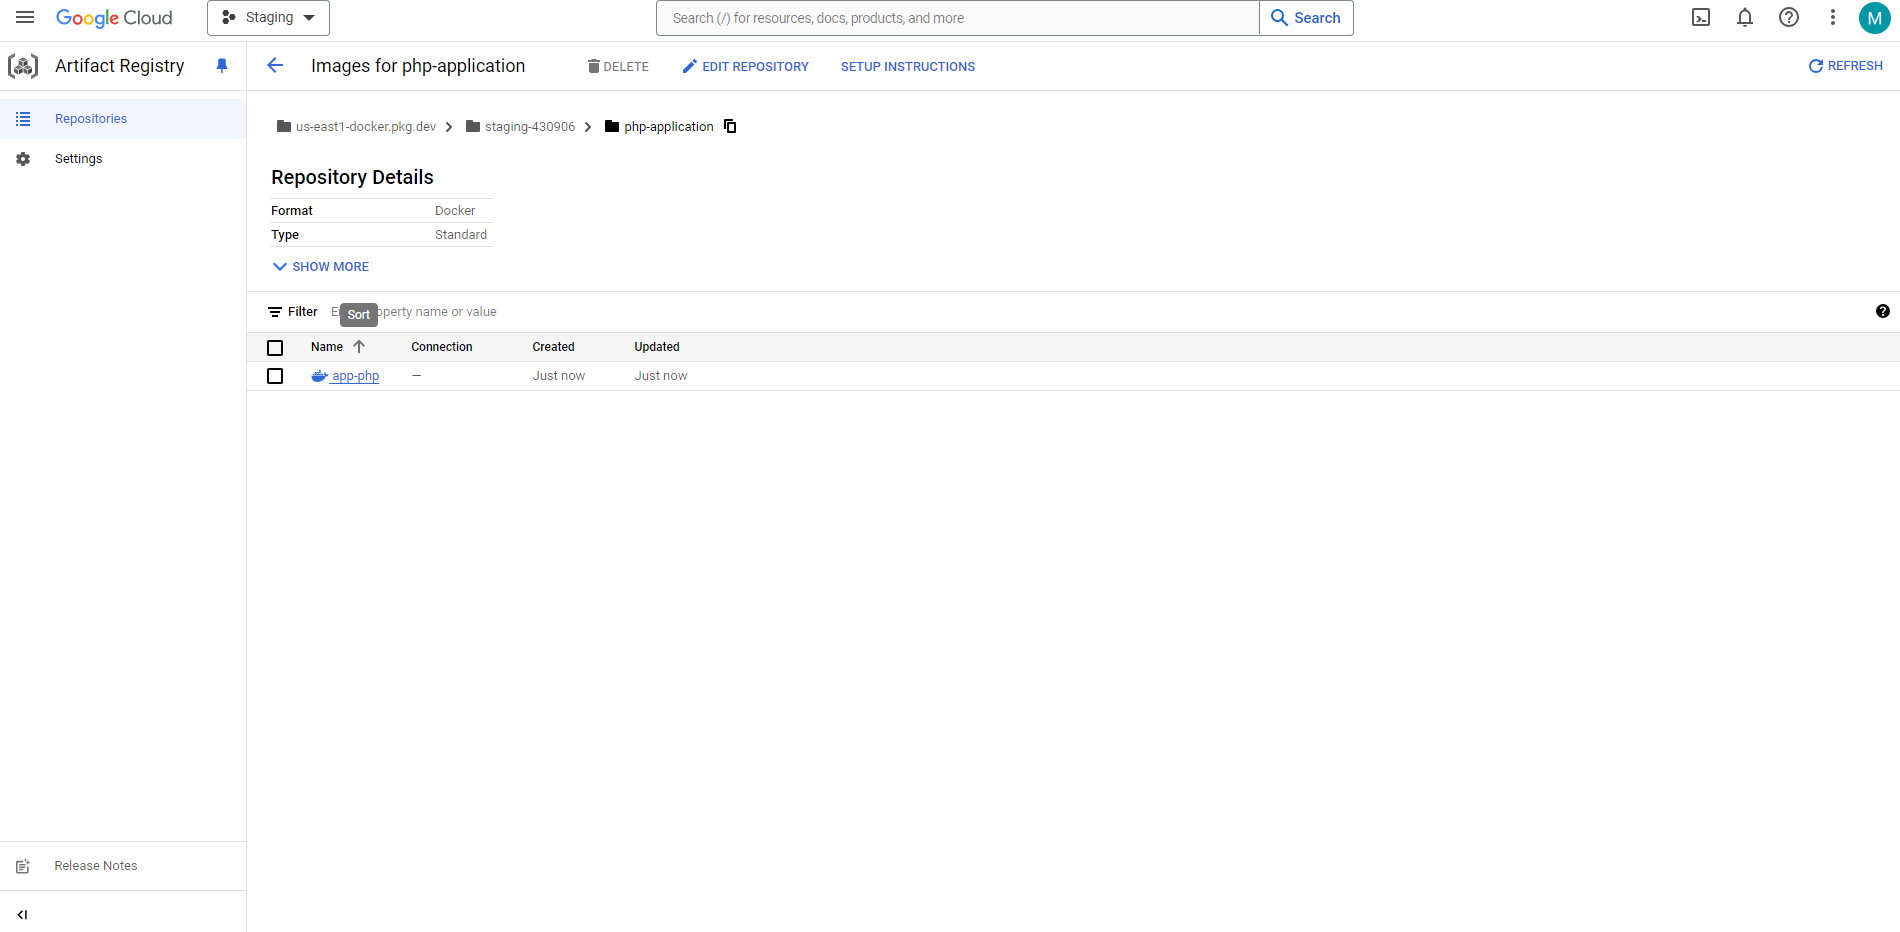 Google Cloud
Staging
Search (/) for resources, docs, products, and more
Search
M
Artifact Registry
Images for php-application
DELETE
EDIT REPOSITORY
SETUP INSTRUCTIONS
REFRESH
Repositories
Settings
us-east1-docker.pkg.dev
staging-430906
php-application
Repository Details
Format Docker
Type Standard
SHOW MORE
Filter
operty name or value
Sort
Name Connection Created Updated
app-php — Just now Just now
Release Notes